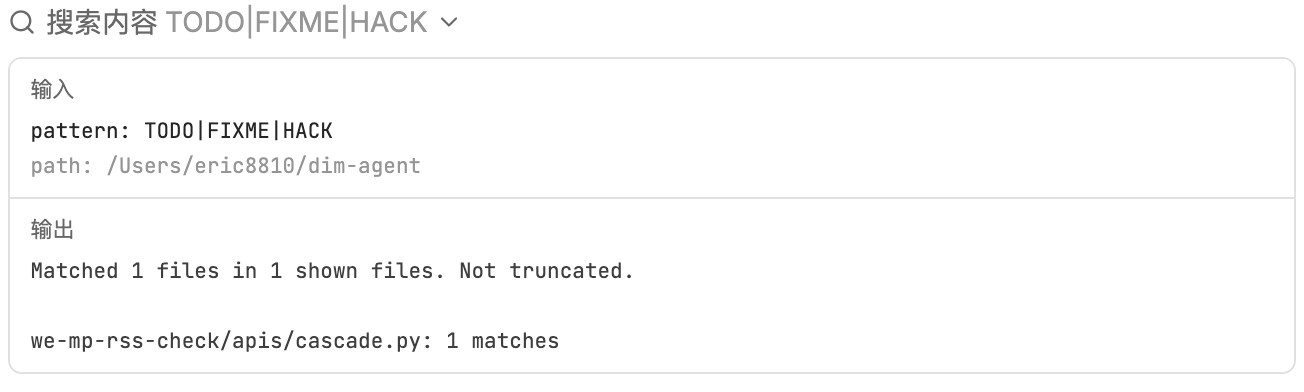 搜索内容 TODO|FIXME|HACK
输入
pattern: TODO|FIXME|HACK
path: /Users/eric8810/dim-agent
输出
Matched 1 files in 1 shown files. Not truncated.
we-mp-rss-check/apis/cascade.py: 1 matches